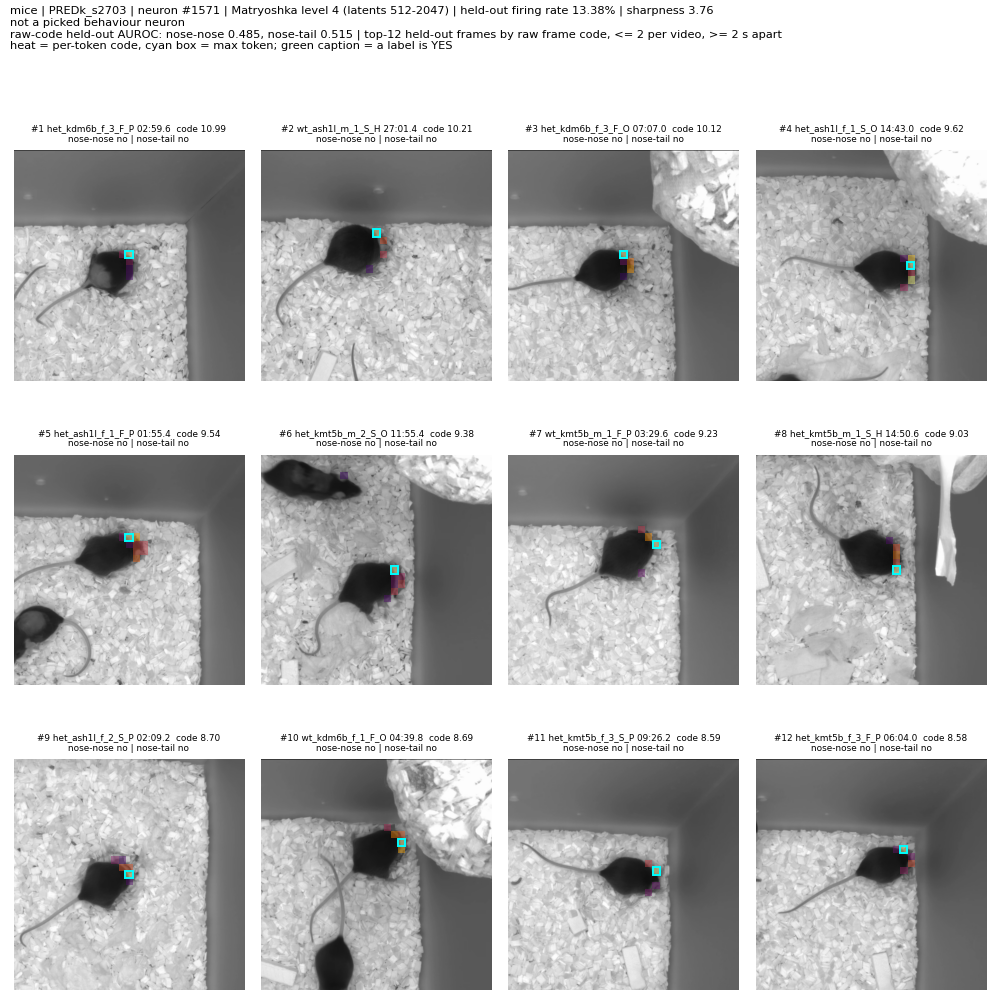 mice | PREDk_s2703 | neuron #1571 | Matryoshka level 4 (latents 512-2047) | held-out firing rate 13.38% | sharpness 3.76
not a picked behaviour neuron
raw-code held-out AUROC: nose-nose 0.485, nose-tail 0.515 | top-12 held-out frames by raw frame code, <= 2 per video, >= 2 s apart
heat = per-token code, cyan box = max token; green caption = a label is YES
#1 het_kdm6b_f_3_F_P 02:59.6 code 10.99
nose-nose no | nose-tail no
#2 wt_ash1l_m_1_S_H 27:01.4 code 10.21
nose-nose no | nose-tail no
#3 het_kdm6b_f_3_F_O 07:07.0 code 10.12
nose-nose no | nose-tail no
#4 het_ash1l_f_1_S_O 14:43.0 code 9.62
nose-nose no | nose-tail no
#5 het_ash1l_f_1_F_P 01:55.4 code 9.54
nose-nose no | nose-tail no
#6 het_kmt5b_m_2_S_O 11:55.4 code 9.38
nose-nose no | nose-tail no
#7 wt_kmt5b_m_1_F_P 03:29.6 code 9.23
nose-nose no | nose-tail no
#8 het_kmt5b_m_1_S_H 14:50.6 code 9.03
nose-nose no | nose-tail no
#9 het_ash1l_f_2_S_P 02:09.2 code 8.70
nose-nose no | nose-tail no
#10 wt_kdm6b_f_1_F_O 04:39.8 code 8.69
nose-nose no | nose-tail no
#11 het_kmt5b_f_3_S_P 09:26.2 code 8.59
nose-nose no | nose-tail no
#12 het_kmt5b_f_3_F_P 06:04.0 code 8.58
nose-nose no | nose-tail no